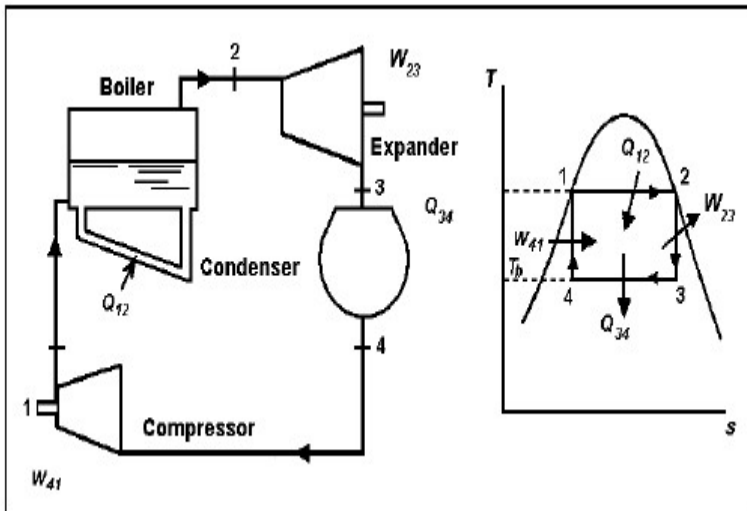 2
W23
Boiler
Expander
3
Q34
Condenser
Q12
4
1
Compressor
W41
T
Q12
1
2
W23
W41
Tb
4
3
Q34
s